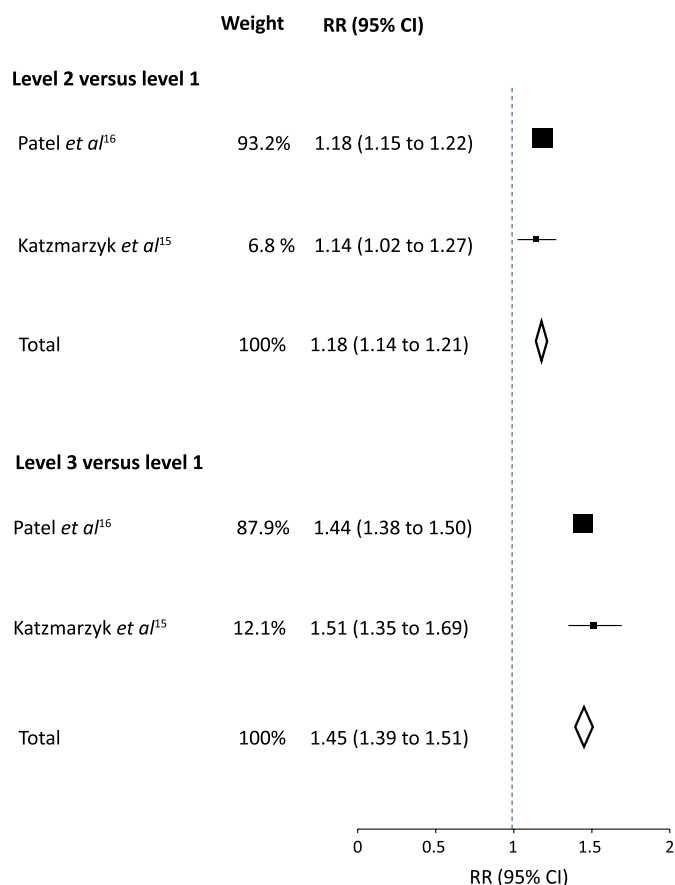 Weight RR (95% CI)
Level 2 versus level 1
Patel et al16 93.2% 1.18 (1.15 to 1.22)
Katzmarzyk et al15 6.8 % 1.14 (1.02 to 1.27)
Total 100% 1.18 (1.14 to 1.21)
Level 3 versus level 1
Patel et al16 87.9% 1.44 (1.38 to 1.50)
Katzmarzyk et al15 12.1% 1.51 (1.35 to 1.69)
Total 100% 1.45 (1.39 to 1.51)
0 0.5 1 1.5 2
RR (95% CI)